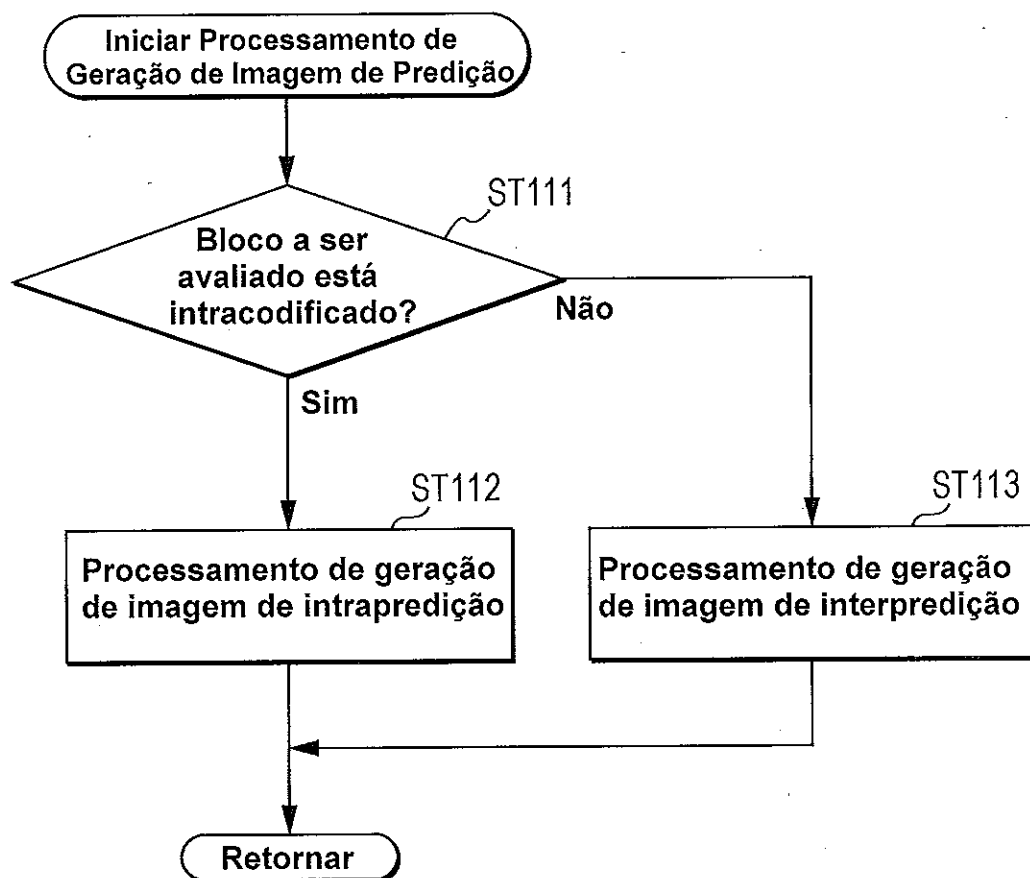 Iniciar Processamento de
Geração de Imagem de Predição
ST111
Bloco a ser
avaliado está
intracodificado?
Não
Sim
ST112
ST113
Processamento de geração
de imagem de intrapredição
Processamento de geração
de imagem de interpredição
Retornar